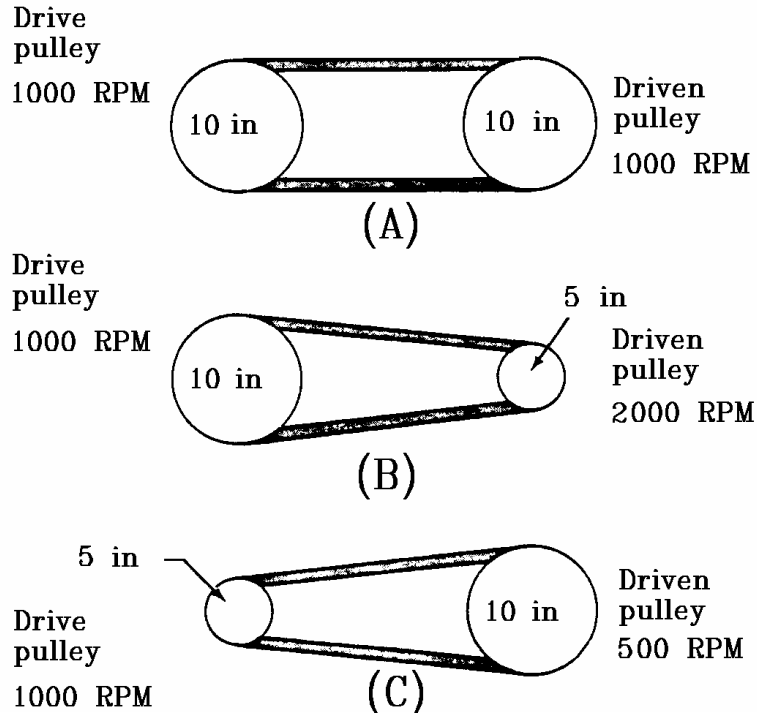 Drive
pulley
1000 RPM
10 in
10 in
Driven
pulley
1000 RPM
(A)
Drive
pulley
1000 RPM
10 in
5 in
Driven
pulley
2000 RPM
(B)
5 in
Drive
pulley
1000 RPM
10 in
Driven
pulley
500 RPM
(C)